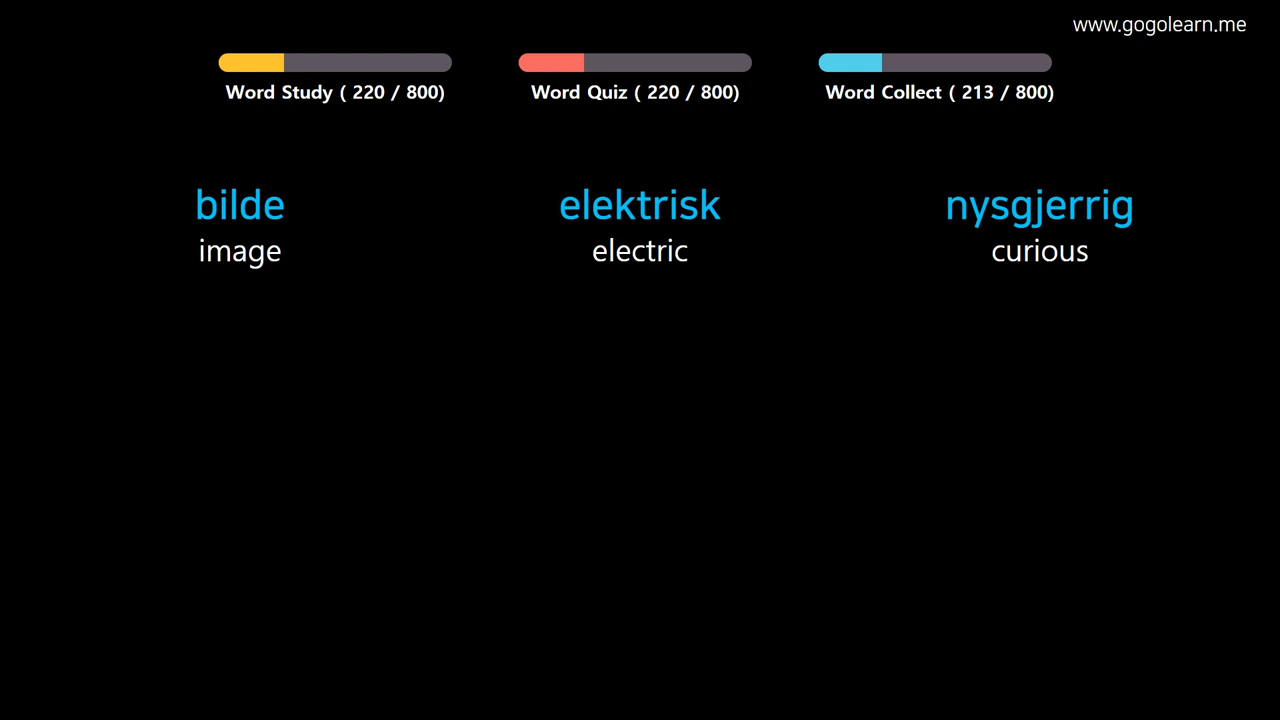 www.gogolearn.me
Word Study ( 220 / 800)
Word Quiz ( 220 / 800)
Word Collect ( 213 / 800)
bilde
image
elektrisk
electric
nysgjerrig
curious